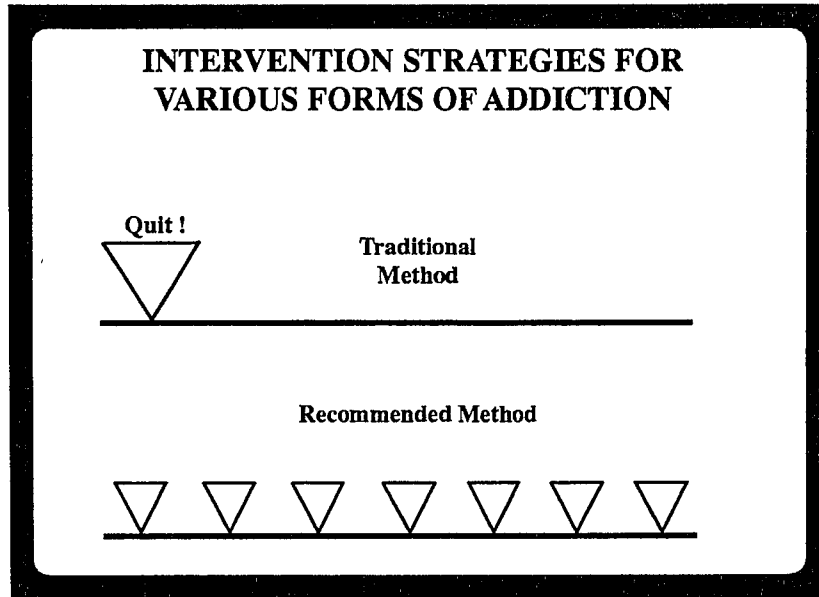 INTERVENTION STRATEGIES FOR
VARIOUS FORMS OF ADDICTION
Quit !
Traditional
Method
Recommended Method